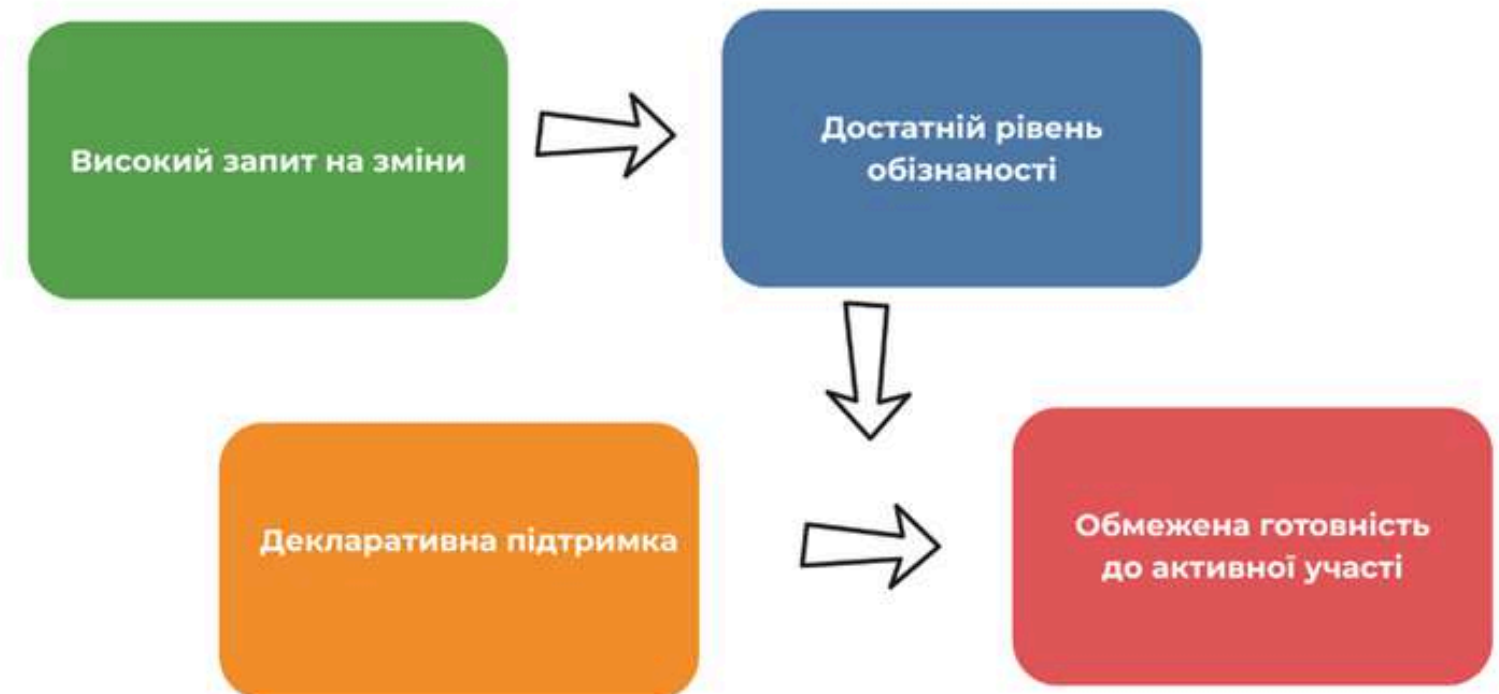 Високий запит на зміни
Достатній рівень
обізнаності
Декларативна підтримка
Обмежена готовність
до активної участі